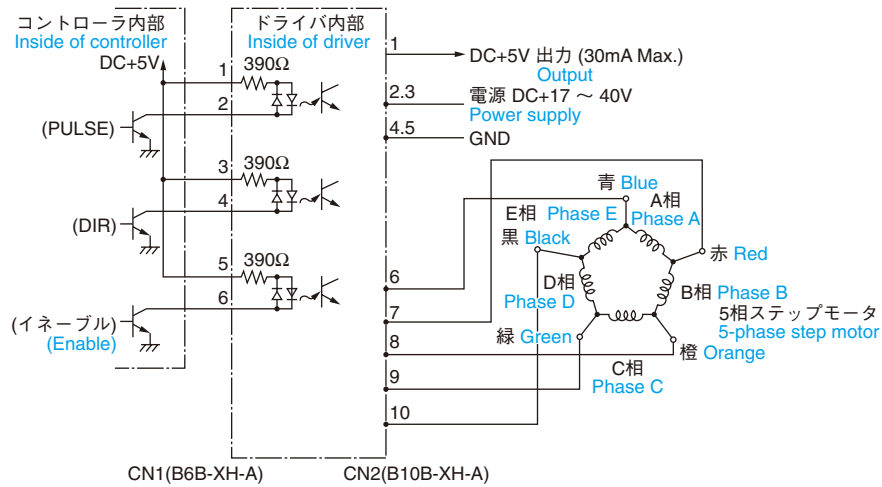 コントローラ内部
Inside of controller
DC+5V
ドライバ内部
Inside of driver
1
390Ω
2
(PULSE)
3
390Ω
4
(DIR)
5
390Ω
6
(イネーブル)
(Enable)
1
DC+5V 出力 (30mA Max.)
Output
2.3
電源 DC+17 ～ 40V
Power supply
4.5
GND
青 Blue
E相 Phase E
A相
Phase A
黒 Black
赤 Red
D相
Phase D
B相 Phase B
6
7
5相ステップモータ
5-phase step motor
緑 Green
8
橙 Orange
C相
Phase C
9
10
CN1(B6B-XH-A)
CN2(B10B-XH-A)